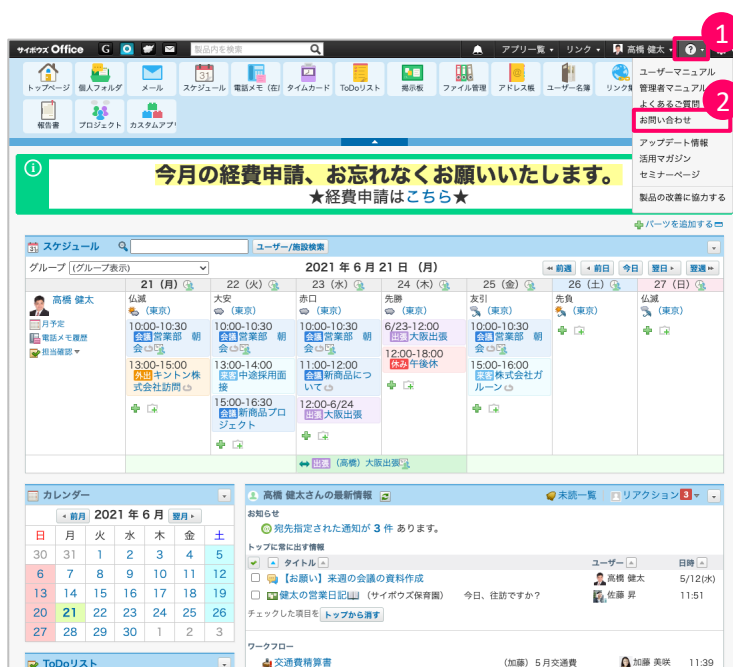 1
サイボウズ Office G 製品内を検索 アプリ一覧 リンク 高橋 健太 ?
トップページ 個人フォルダ メール スケジュール 電話メモ (在 タイムカード ToDoリスト 掲示板 ファイル管理 アドレス帳 ユーザー名簿 リンク集
報告書 プロジェクト カスタムアプリ
ユーザーマニュアル
管理者マニュアル
よくあるご質問
2
お問い合わせ
アップデート情報
活用マガジン
セミナーページ
製品の改善に協力する
今月の経費申請、お忘れなくお願いいたします。
★経費申請はこちら★
パーツを追加する
スケジュール ユーザー/施設検索
グループ (グループ表示) 2021 年 6 月 21 日 (月) 前週 前日 今日 翌日 翌週
21 (月) 22 (火) 23 (水) 24 (木) 25 (金) 26 (土) 27 (日)
高橋 健太 仏滅 大安 赤口 先勝 友引 先負 仏滅
(東京) (東京) (東京) (東京) (東京) (東京) (東京)
月予定
電話メモ履歴
担当確認
10:00-10:30
会議営業部 朝会
13:00-15:00
外出キントン株式会社訪問
10:00-10:30
会議営業部 朝会
13:00-14:00
来客中途採用面接
15:00-16:30
会議新商品プロジェクト
10:00-10:30
会議営業部 朝会
11:00-12:00
会議新商品について
12:00-6/24
出張大阪出張
6/23-12:00
出張大阪出張
12:00-18:00
休み午後休
10:00-10:30
会議営業部 朝会
15:00-16:00
来客株式会社ガルーン
出張 (高橋) 大阪出張
カレンダー
前月 2021 年 6 月 翌月
日 月 火 水 木 金 土
30 31 1 2 3 4 5
6 7 8 9 10 11 12
13 14 15 16 17 18 19
20 21 22 23 24 25 26
27 28 29 30 1 2 3
ToDoリスト
高橋 健太さんの最新情報 未読一覧 リアクション 3
お知らせ
宛先指定された通知が 3 件 あります。
トップに常に出す情報
タイトル ユーザー 日時
【お願い】来週の会議の資料作成 高橋 健太 5/12(水)
健太の営業日記 (サイボウズ保育園) 今日、往訪ですか? 佐藤 昇 11:51
チェックした項目を トップから消す
ワークフロー
交通費精算書 (加藤) 5月交通費 加藤 美咲 11:39